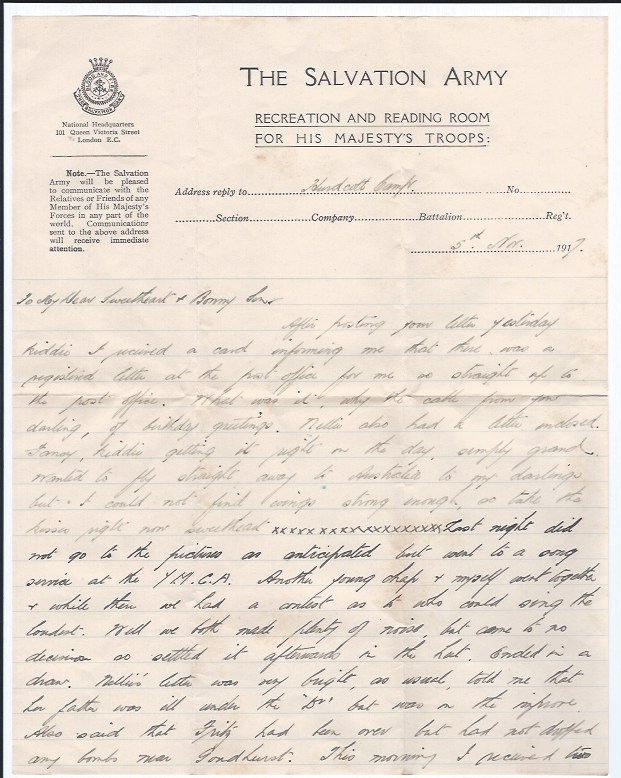 BLOOD AND FIRE
THE SALVATION ARMY
National Headquarters
101 Queen Victoria Street
London E.C.
Note.—The Salvation
Army will be pleased
to communicate with the
Relatives or Friends of any
Member of His Majesty's
Forces in any part of the
world. Communications
sent to the above address
will receive immediate
attention.
THE SALVATION ARMY
RECREATION AND READING ROOM
FOR HIS MAJESTY'S TROOPS:
Address reply to Hurdcott Camp. No.
Section Company Battalion Reg't.
5th Nov. 1917.
To My Dear Sweetheart & Bonny Son
After posting your letter yesterday
Kiddie I received a card informing me that there was a
registered letter at the post office for me so straight up to
the post office. What was it, why the cable from you
darling, of birthday greetings. Nellie also had a letter enclosed.
Fancy Kiddie getting it right on the day, simply grand
wanted to fly straight away to Australia to my darlings
but I could not find wings strong enough, so take the
kisses right now sweetheart xxxxxxxxxxxxxxxxx Last night did
not go to the pictures as anticipated but went to a song
service at the Y.M.C.A. Another young chap & myself went together
& while there we had a contest as to who could sing the
loudest. Well we both made plenty of noise, but came to no
decision so settled it afterwards in the hut. Ended in a
draw. Nellie's letter was very bright, as usual, told me that
her father was ill under the "Dr" but was on the improve.
Also said that Fritz had been over but had not dropped
any bombs near Goudhurst. This morning I received two